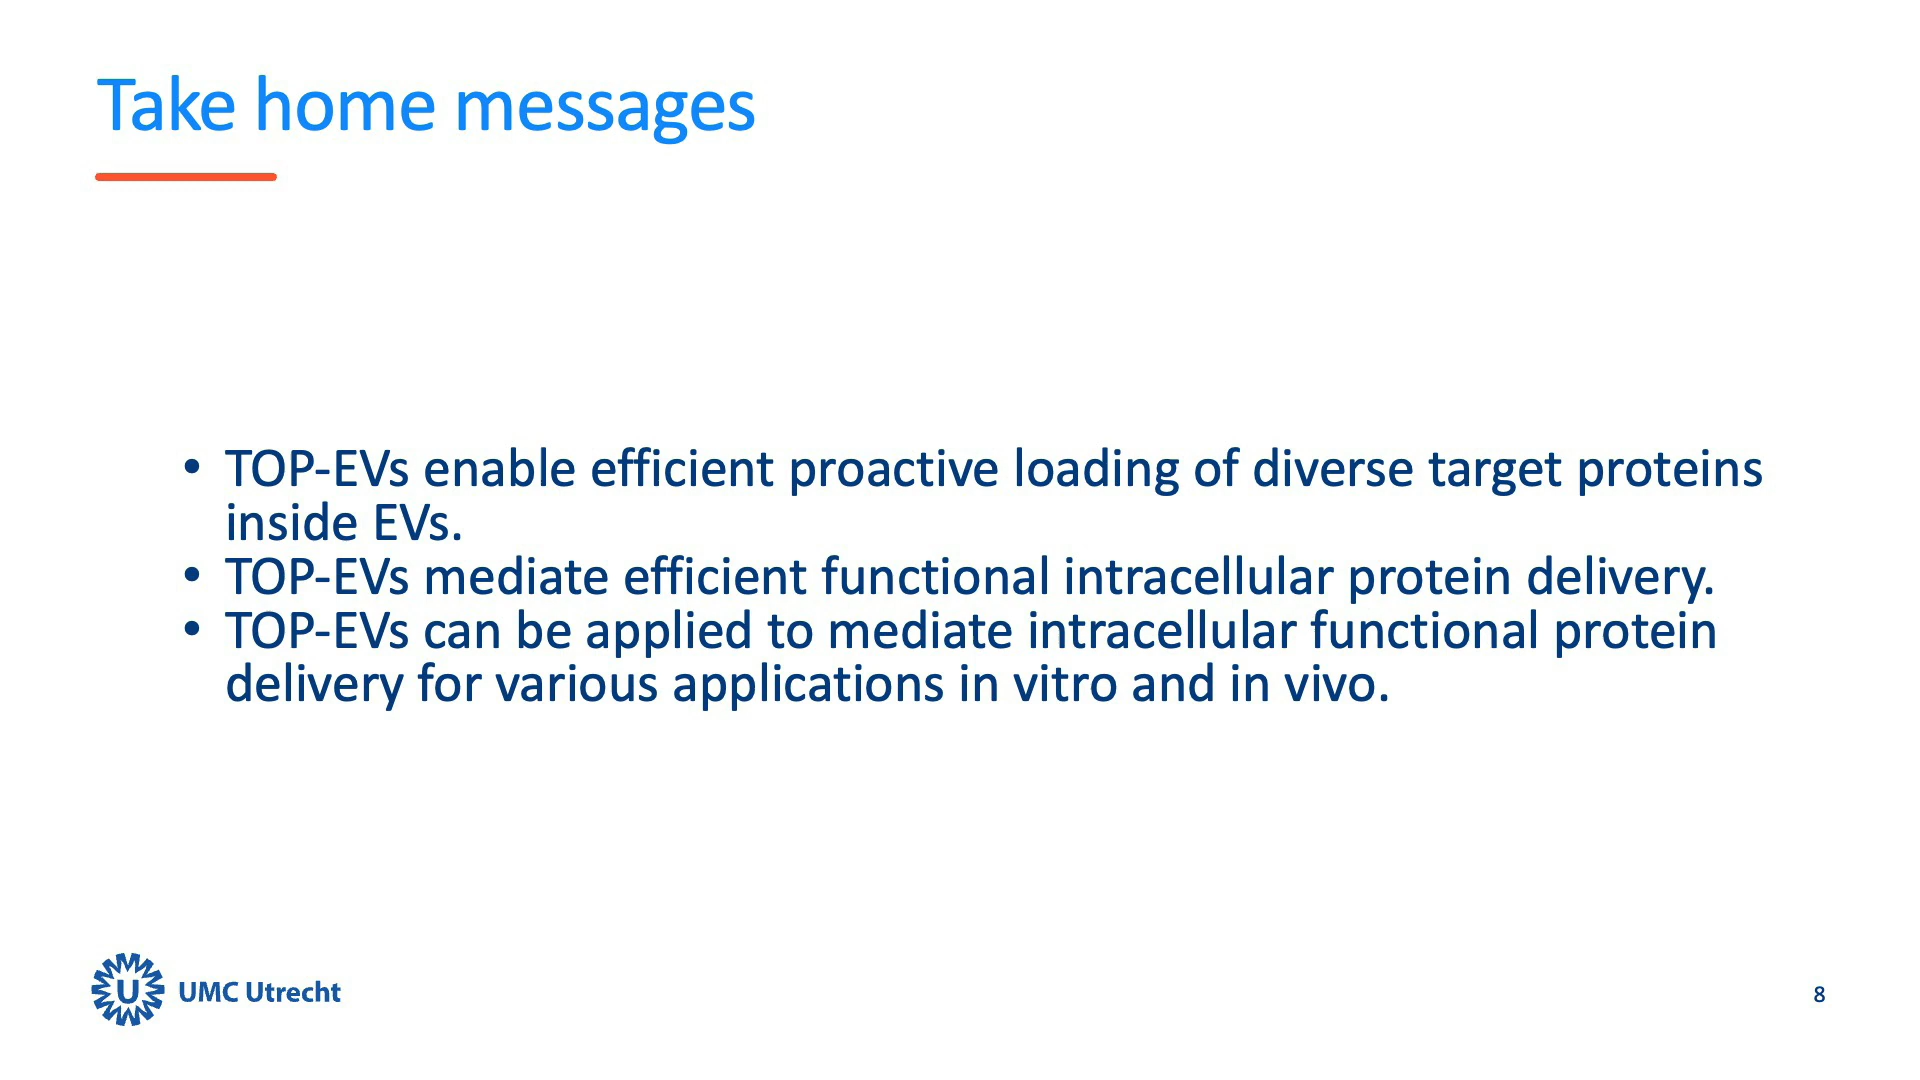 Take home messages
• TOP-EVs enable efficient proactive loading of diverse target proteins
inside EVs.
• TOP-EVs mediate efficient functional intracellular protein delivery.
• TOP-EVs can be applied to mediate intracellular functional protein
delivery for various applications in vitro and in vivo.
U UMC Utrecht
8